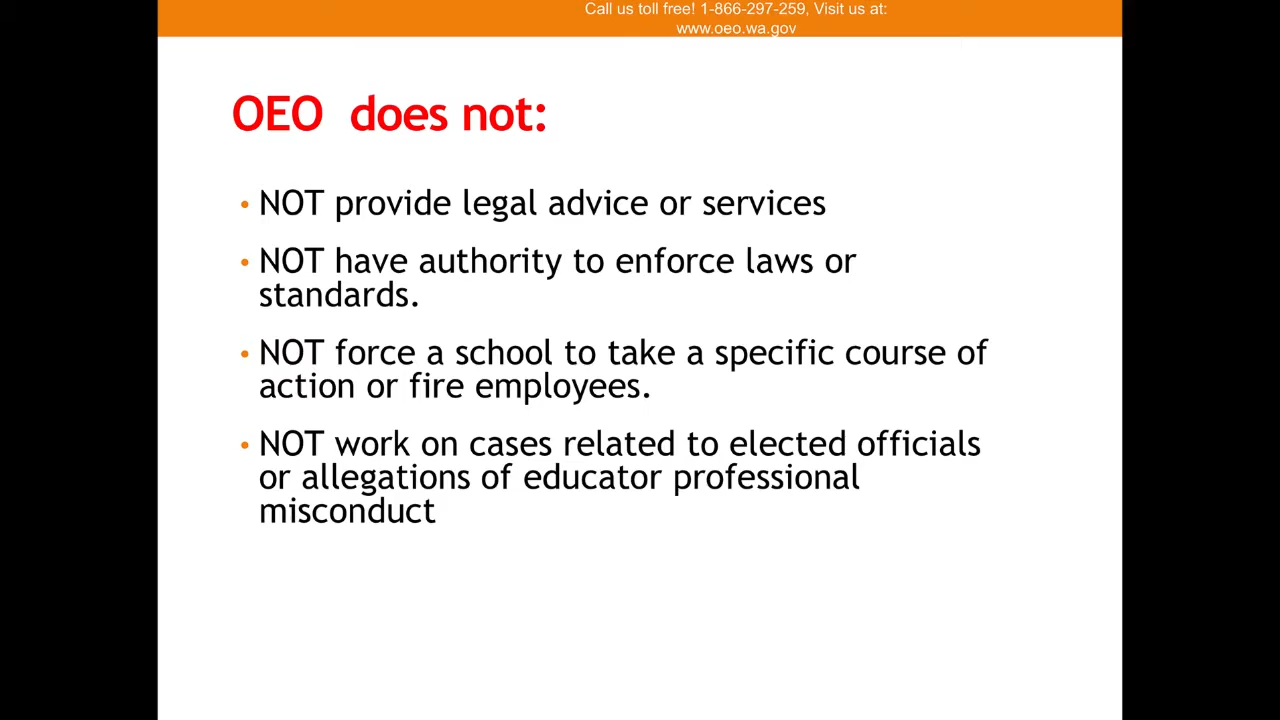 Call us toll free! 1-866-297-259, Visit us at:
www.oeo.wa.gov
OEO does not:
• NOT provide legal advice or services
• NOT have authority to enforce laws or
standards.
• NOT force a school to take a specific course of
action or fire employees.
• NOT work on cases related to elected officials
or allegations of educator professional
misconduct